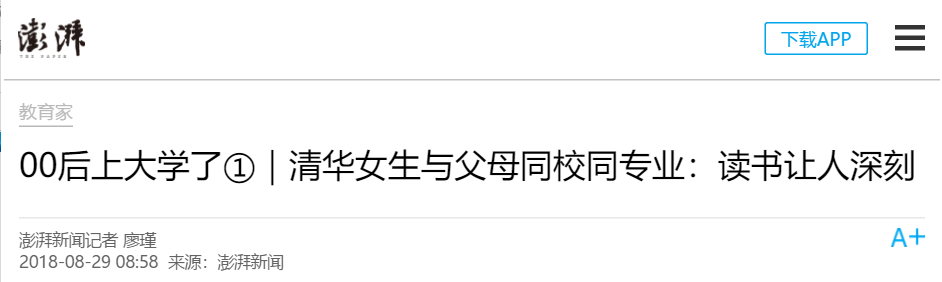 澎湃
THE PAPER
下载APP
教育家
00后上大学了①｜清华女生与父母同校同专业：读书让人深刻
澎湃新闻记者 廖瑾
A+
2018-08-29 08:58 来源：澎湃新闻